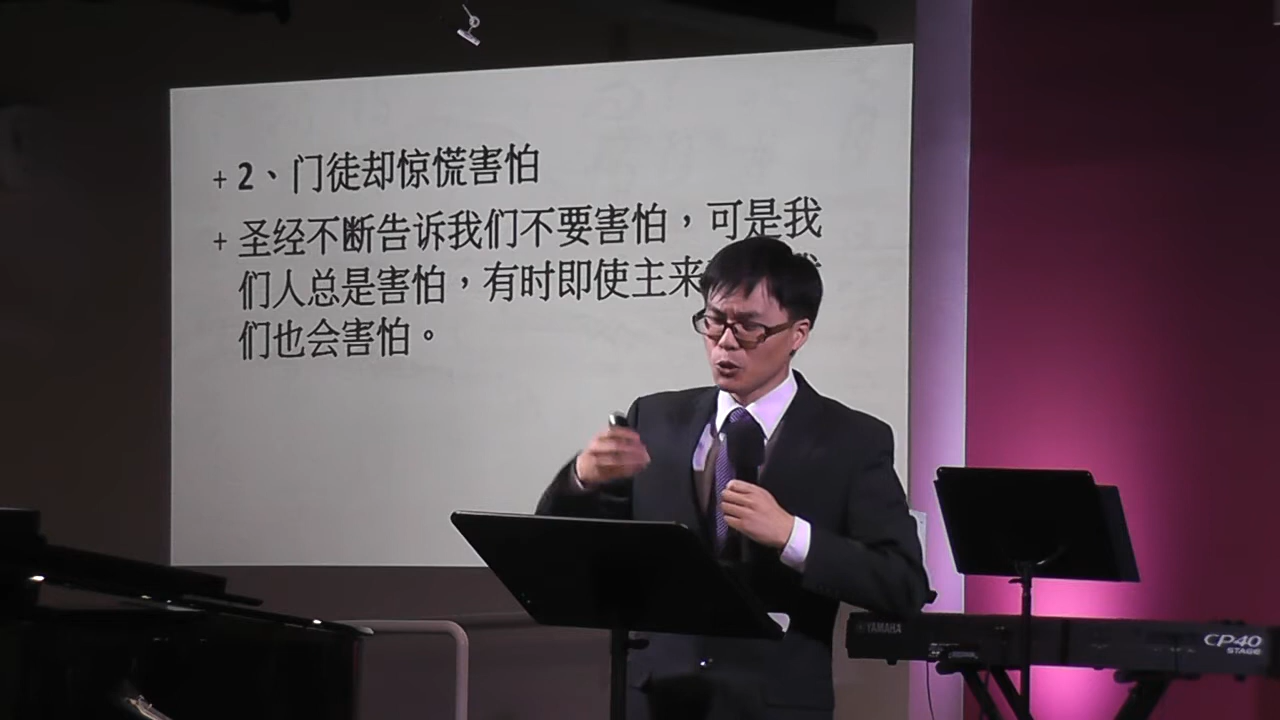 + 2、门徒却惊慌害怕
+ 圣经不断告诉我们不要害怕，可是我
们人总是害怕，有时即使主来
们也会害怕。
YAMAHA
CP40
STAGE